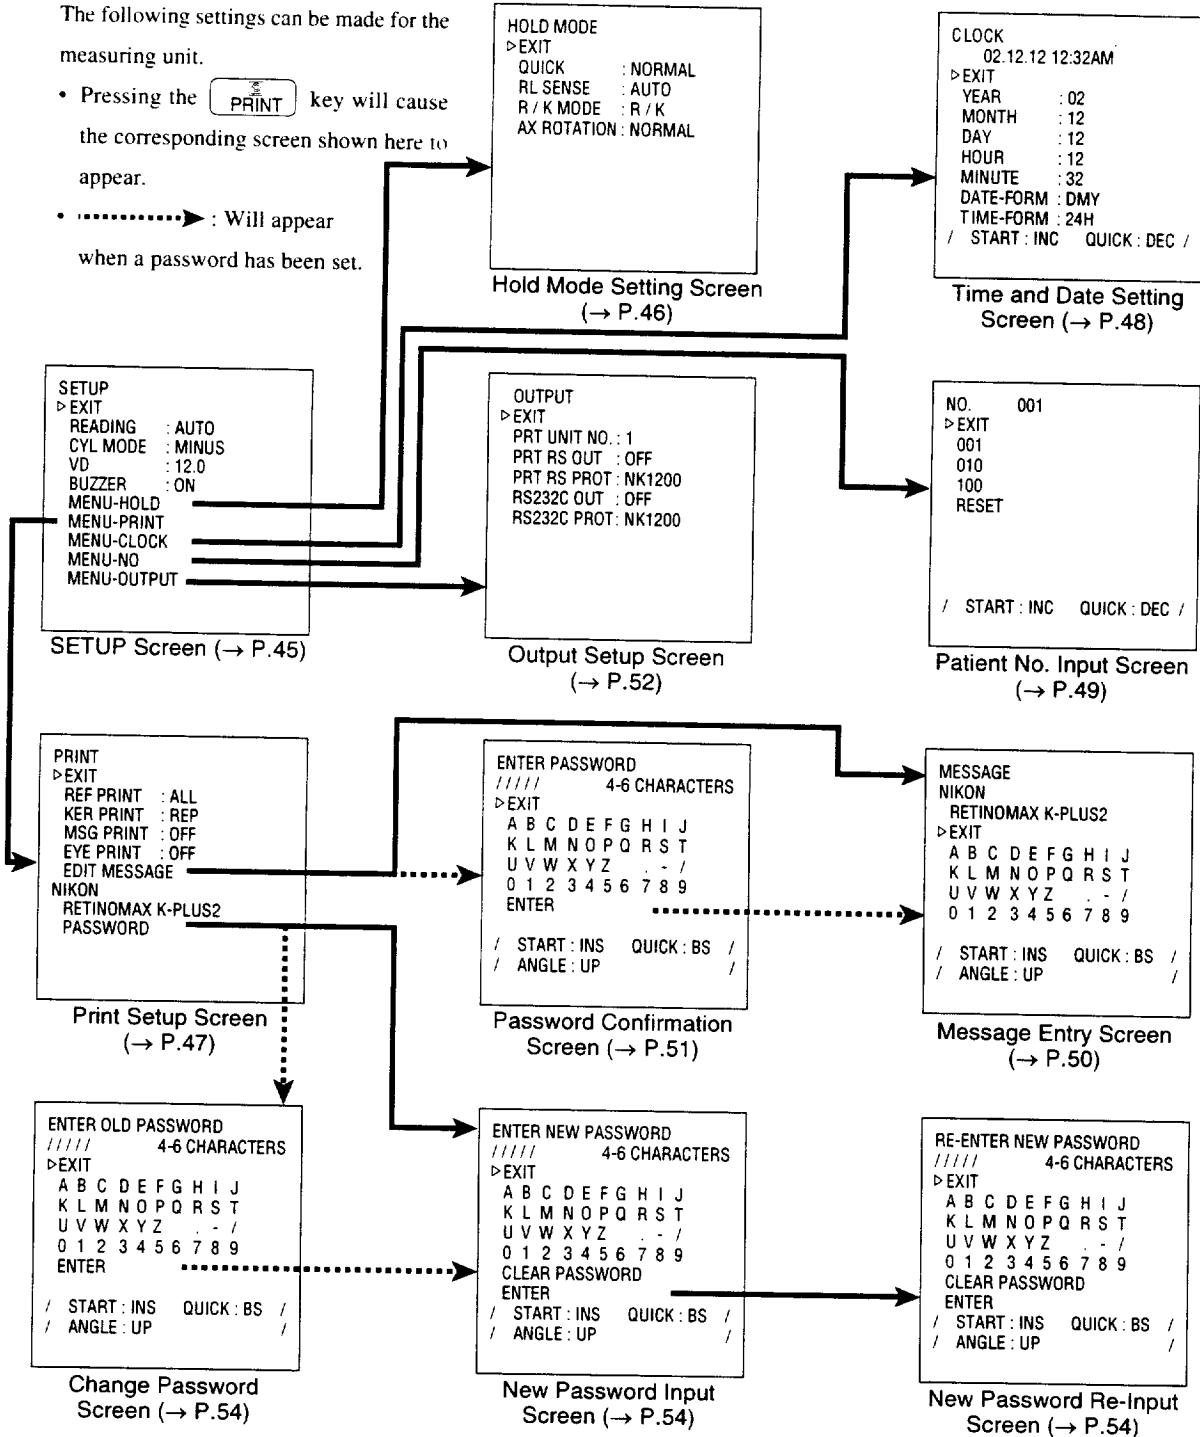 The following settings can be made for the
measuring unit.
• Pressing the PRINT key will cause
the corresponding screen shown here to
appear.
• : Will appear
when a password has been set.
HOLD MODE
▷EXIT
QUICK : NORMAL
RL SENSE : AUTO
R / K MODE : R / K
AX ROTATION : NORMAL
Hold Mode Setting Screen
(→ P.46)
CLOCK
02.12.12 12:32AM
▷EXIT
YEAR : 02
MONTH : 12
DAY : 12
HOUR : 12
MINUTE : 32
DATE-FORM : DMY
TIME-FORM : 24H
/ START : INC QUICK : DEC /
Time and Date Setting
Screen (→ P.48)
SETUP
▷EXIT
READING : AUTO
CYL MODE : MINUS
VD : 12.0
BUZZER : ON
MENU-HOLD
MENU-PRINT
MENU-CLOCK
MENU-NO
MENU-OUTPUT
SETUP Screen (→ P.45)
OUTPUT
▷EXIT
PRT UNIT NO. : 1
PRT RS OUT : OFF
PRT RS PROT : NK1200
RS232C OUT : OFF
RS232C PROT : NK1200
Output Setup Screen
(→ P.52)
NO. 001
▷EXIT
001
010
100
RESET
/ START : INC QUICK : DEC /
Patient No. Input Screen
(→ P.49)
PRINT
▷EXIT
REF PRINT : ALL
KER PRINT : REP
MSG PRINT : OFF
EYE PRINT : OFF
EDIT MESSAGE
NIKON
RETINOMAX K-PLUS2
PASSWORD
Print Setup Screen
(→ P.47)
ENTER PASSWORD
///// 4-6 CHARACTERS
▷EXIT
A B C D E F G H I J
K L M N O P Q R S T
U V W X Y Z . - /
0 1 2 3 4 5 6 7 8 9
ENTER
/ START : INS QUICK : BS /
/ ANGLE : UP /
Password Confirmation
Screen (→ P.51)
MESSAGE
NIKON
RETINOMAX K-PLUS2
▷EXIT
A B C D E F G H I J
K L M N O P Q R S T
U V W X Y Z . - /
0 1 2 3 4 5 6 7 8 9
/ START : INS QUICK : BS /
/ ANGLE : UP /
Message Entry Screen
(→ P.50)
ENTER OLD PASSWORD
///// 4-6 CHARACTERS
▷EXIT
A B C D E F G H I J
K L M N O P Q R S T
U V W X Y Z . - /
0 1 2 3 4 5 6 7 8 9
ENTER
/ START : INS QUICK : BS /
/ ANGLE : UP /
Change Password
Screen (→ P.54)
ENTER NEW PASSWORD
///// 4-6 CHARACTERS
▷EXIT
A B C D E F G H I J
K L M N O P Q R S T
U V W X Y Z . - /
0 1 2 3 4 5 6 7 8 9
CLEAR PASSWORD
ENTER
/ START : INS QUICK : BS /
/ ANGLE : UP /
New Password Input
Screen (→ P.54)
RE-ENTER NEW PASSWORD
///// 4-6 CHARACTERS
▷EXIT
A B C D E F G H I J
K L M N O P Q R S T
U V W X Y Z . - /
0 1 2 3 4 5 6 7 8 9
CLEAR PASSWORD
ENTER
/ START : INS QUICK : BS /
/ ANGLE : UP /
New Password Re-Input
Screen (→ P.54)